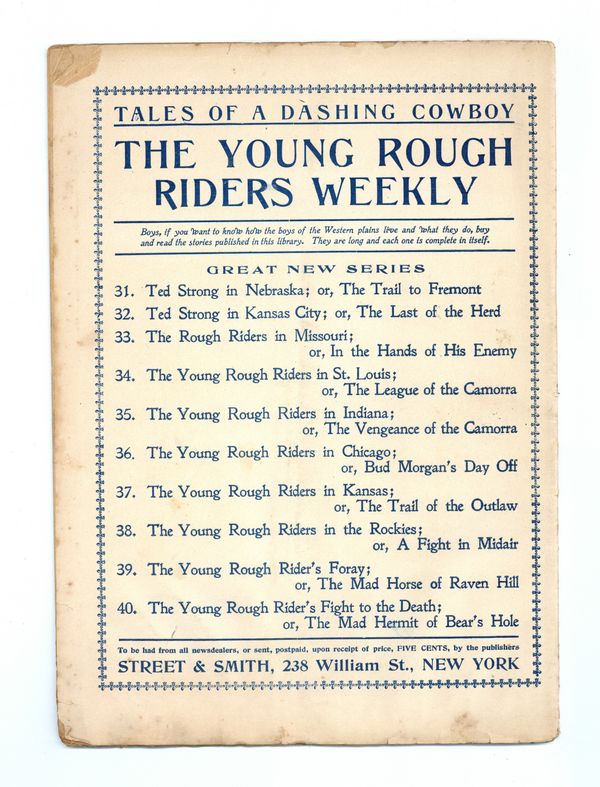 TALES OF A DASHING COWBOY
THE YOUNG ROUGH
RIDERS WEEKLY
Boys, if you want to know how the boys of the Western plains live and what they do, buy
and read the stories published in this library. They are long and each one is complete in itself.
GREAT NEW SERIES
31. Ted Strong in Nebraska; or, The Trail to Fremont
32. Ted Strong in Kansas City; or, The Last of the Herd
33. The Rough Riders in Missouri;
or, In the Hands of His Enemy
34. The Young Rough Riders in St. Louis;
or, The League of the Camorra
35. The Young Rough Riders in Indiana;
or, The Vengeance of the Camorra
36. The Young Rough Riders in Chicago;
or, Bud Morgan's Day Off
37. The Young Rough Riders in Kansas;
or, The Trail of the Outlaw
38. The Young Rough Riders in the Rockies;
or, A Fight in Midair
39. The Young Rough Rider's Foray;
or, The Mad Horse of Raven Hill
40. The Young Rough Rider's Fight to the Death;
or, The Mad Hermit of Bear's Hole
To be had from all newsdealers, or sent, postpaid, upon receipt of price, FIVE CENTS, by the publishers
STREET & SMITH, 238 William St., NEW YORK